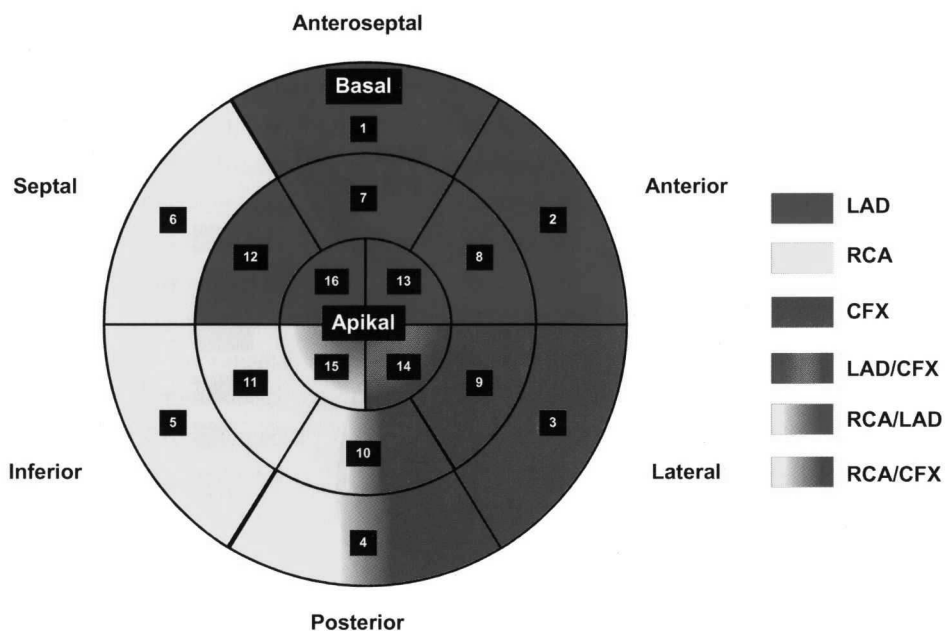 Anteroseptal
Basal
1
Septal
Anterior
7
6
2
12
8
16
13
Apikal
15
14
11
9
5
3
10
Inferior
Lateral
4
Posterior
LAD
RCA
CFX
LAD/CFX
RCA/LAD
RCA/CFX